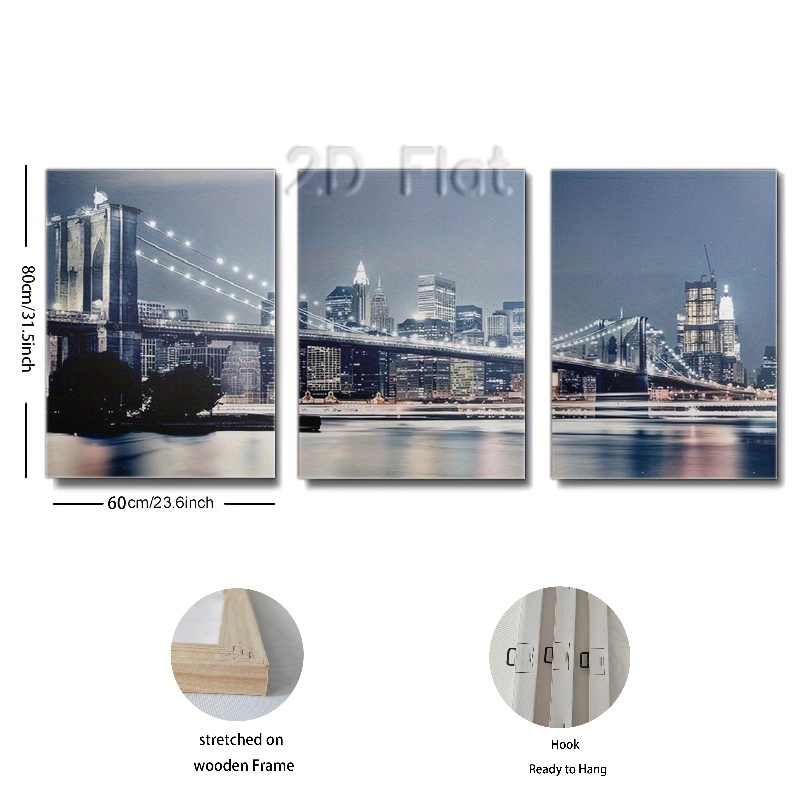 2D Flat
80cm/31.5inch
60cm/23.6inch
stretched on
wooden Frame
Hook
Ready to Hang